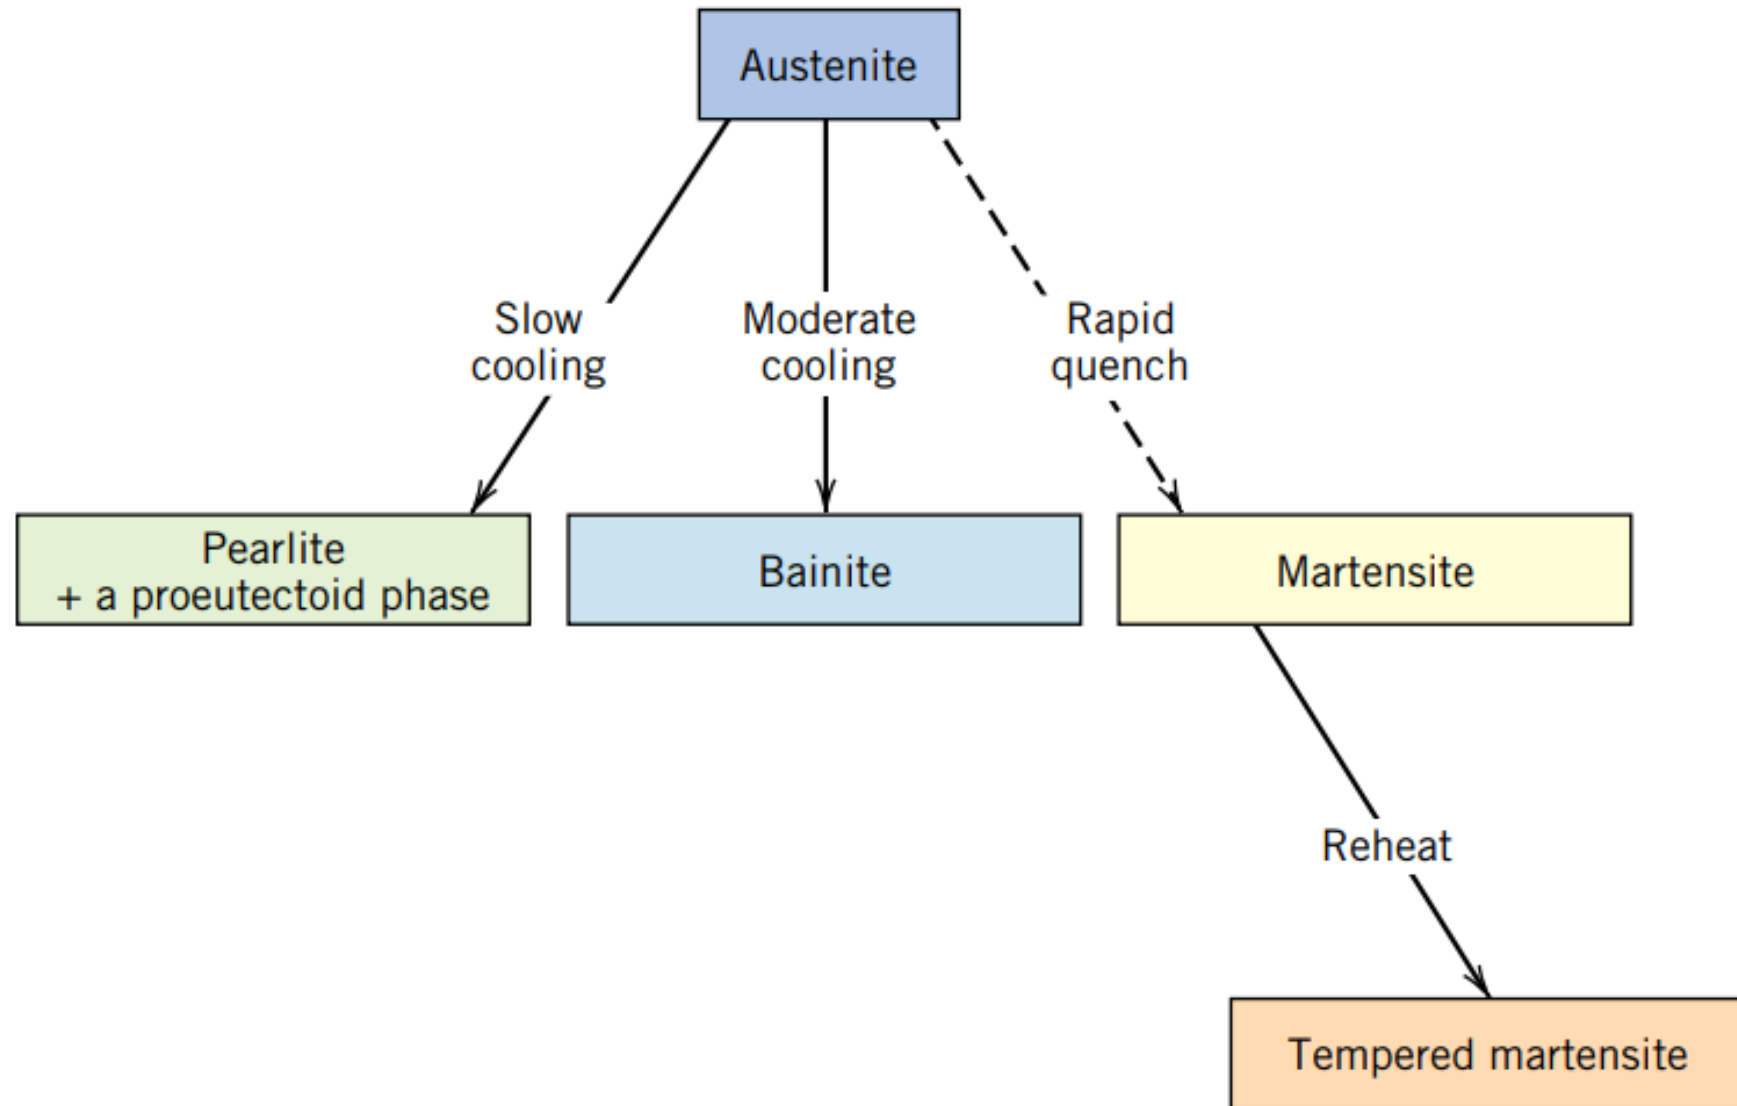 Austenite
Slow
cooling
Moderate
cooling
Rapid
quench
Pearlite
+ a proeutectoid phase
Bainite
Martensite
Reheat
Tempered martensite